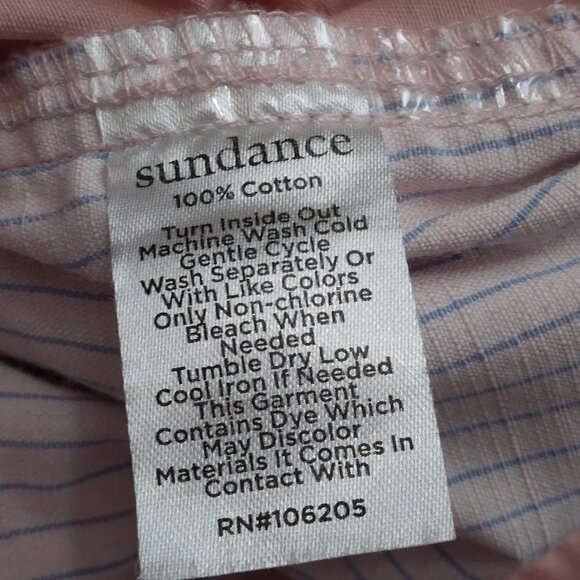 sundance
100% Cotton
Turn Inside Out
Machine Wash Cold
Gentle Cycle
Wash Separately Or
With Like Colors
Only Non-chlorine
Bleach When
Needed
Tumble Dry Low
Cool Iron If Needed
This Garment
Contains Dye Which
May Discolor
Materials It Comes In
Contact With
RN#106205